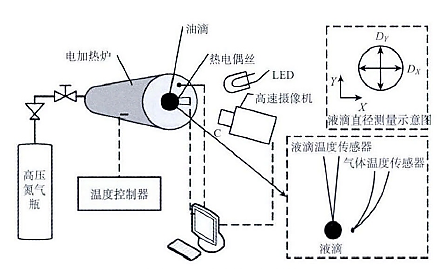 油滴
电加热炉
热电偶丝
LED
高速摄像机
C
D_Y
D_X
Y
X
液滴直径测量示意图
高压
氮气
瓶
温度控制器
液滴温度传感器
气体温度传感器
液滴